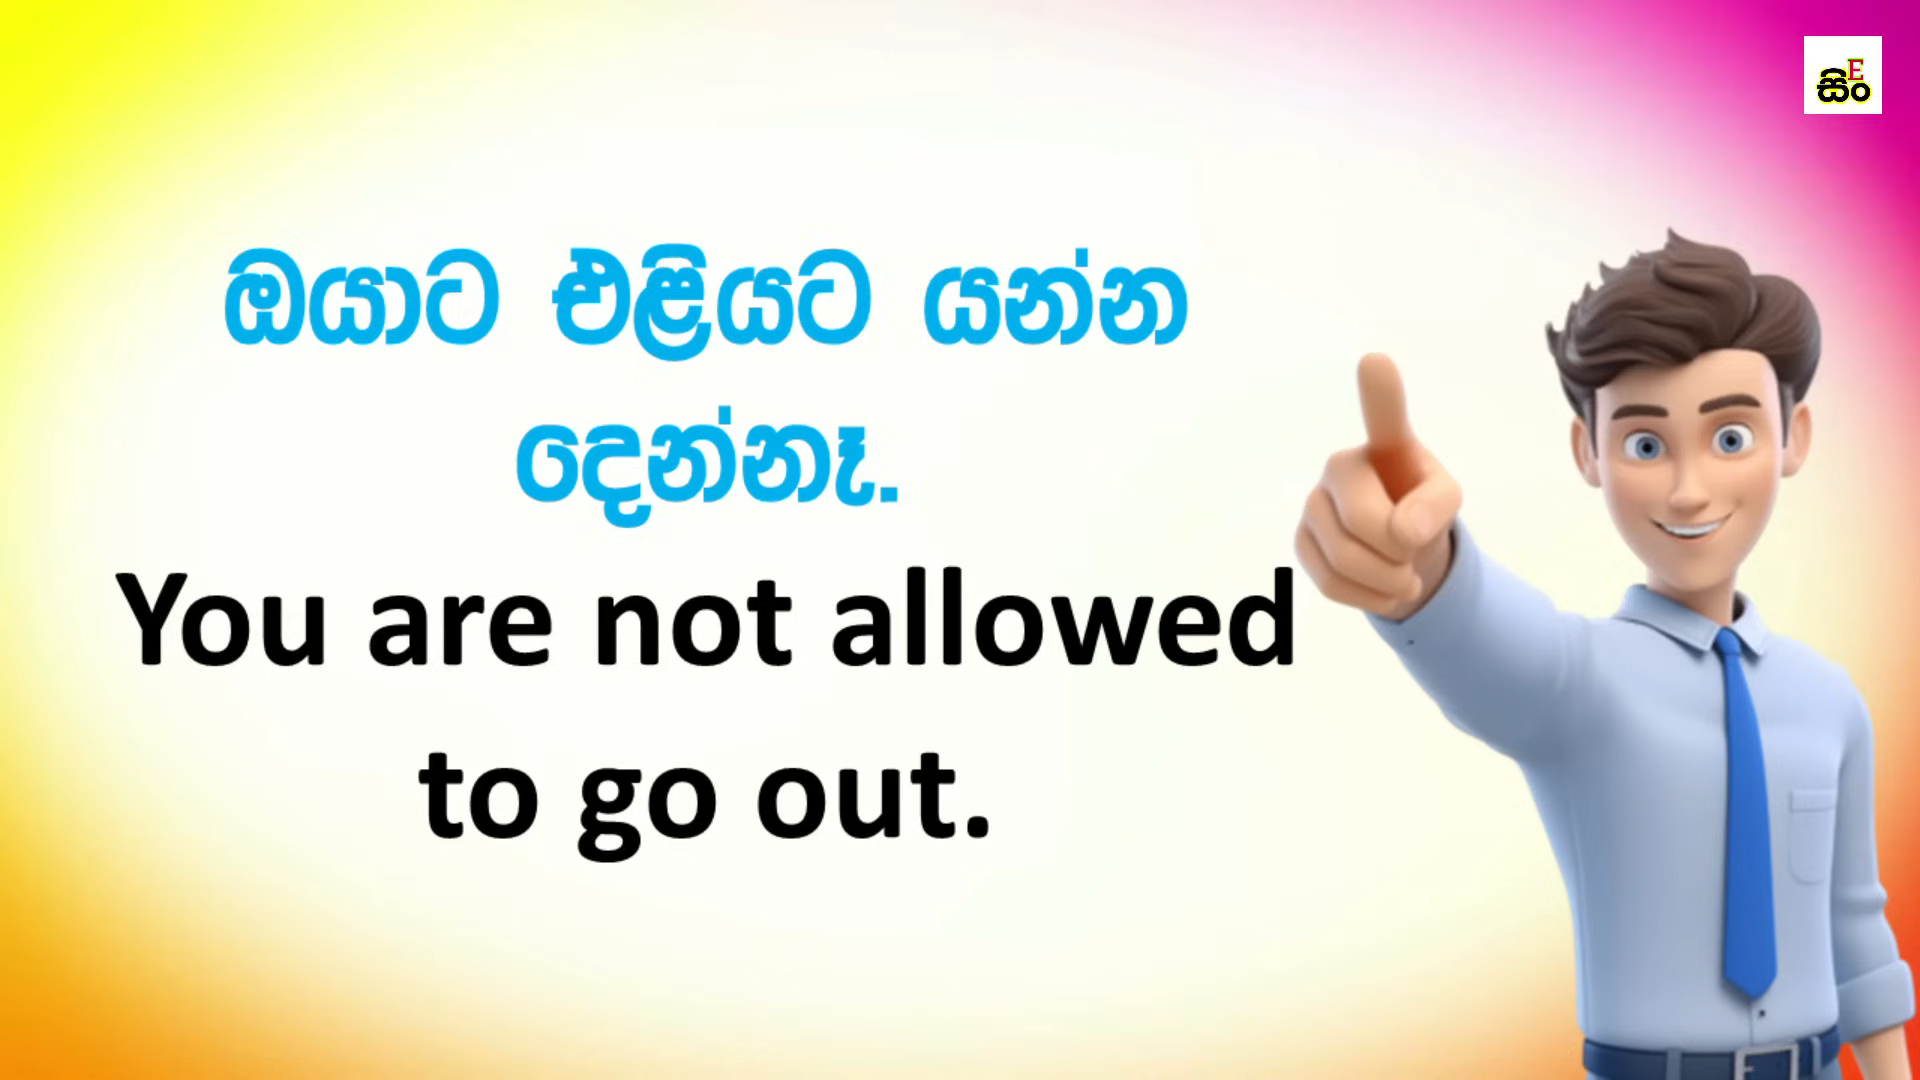 E
සිං
ඔයාට එළියට යන්න
දෙන්නෑ.
You are not allowed
to go out.